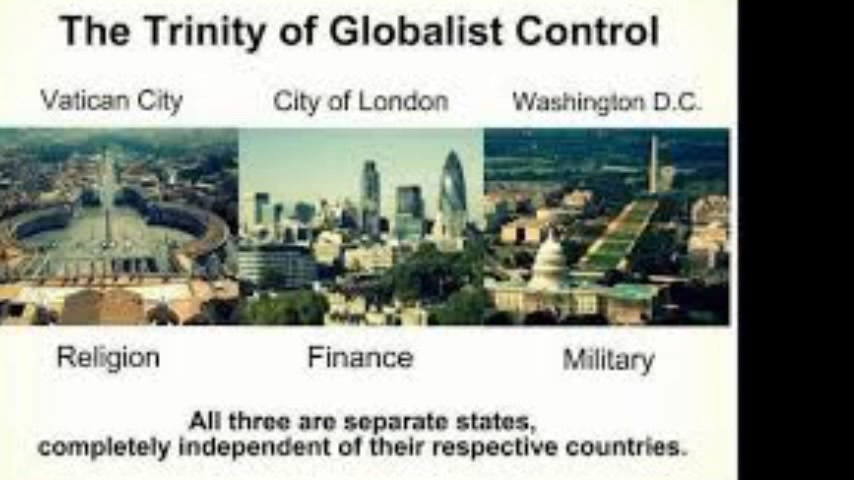 The Trinity of Globalist Control
Vatican City City of London Washington D.C.
Religion Finance Military
All three are separate states,
completely independent of their respective countries.